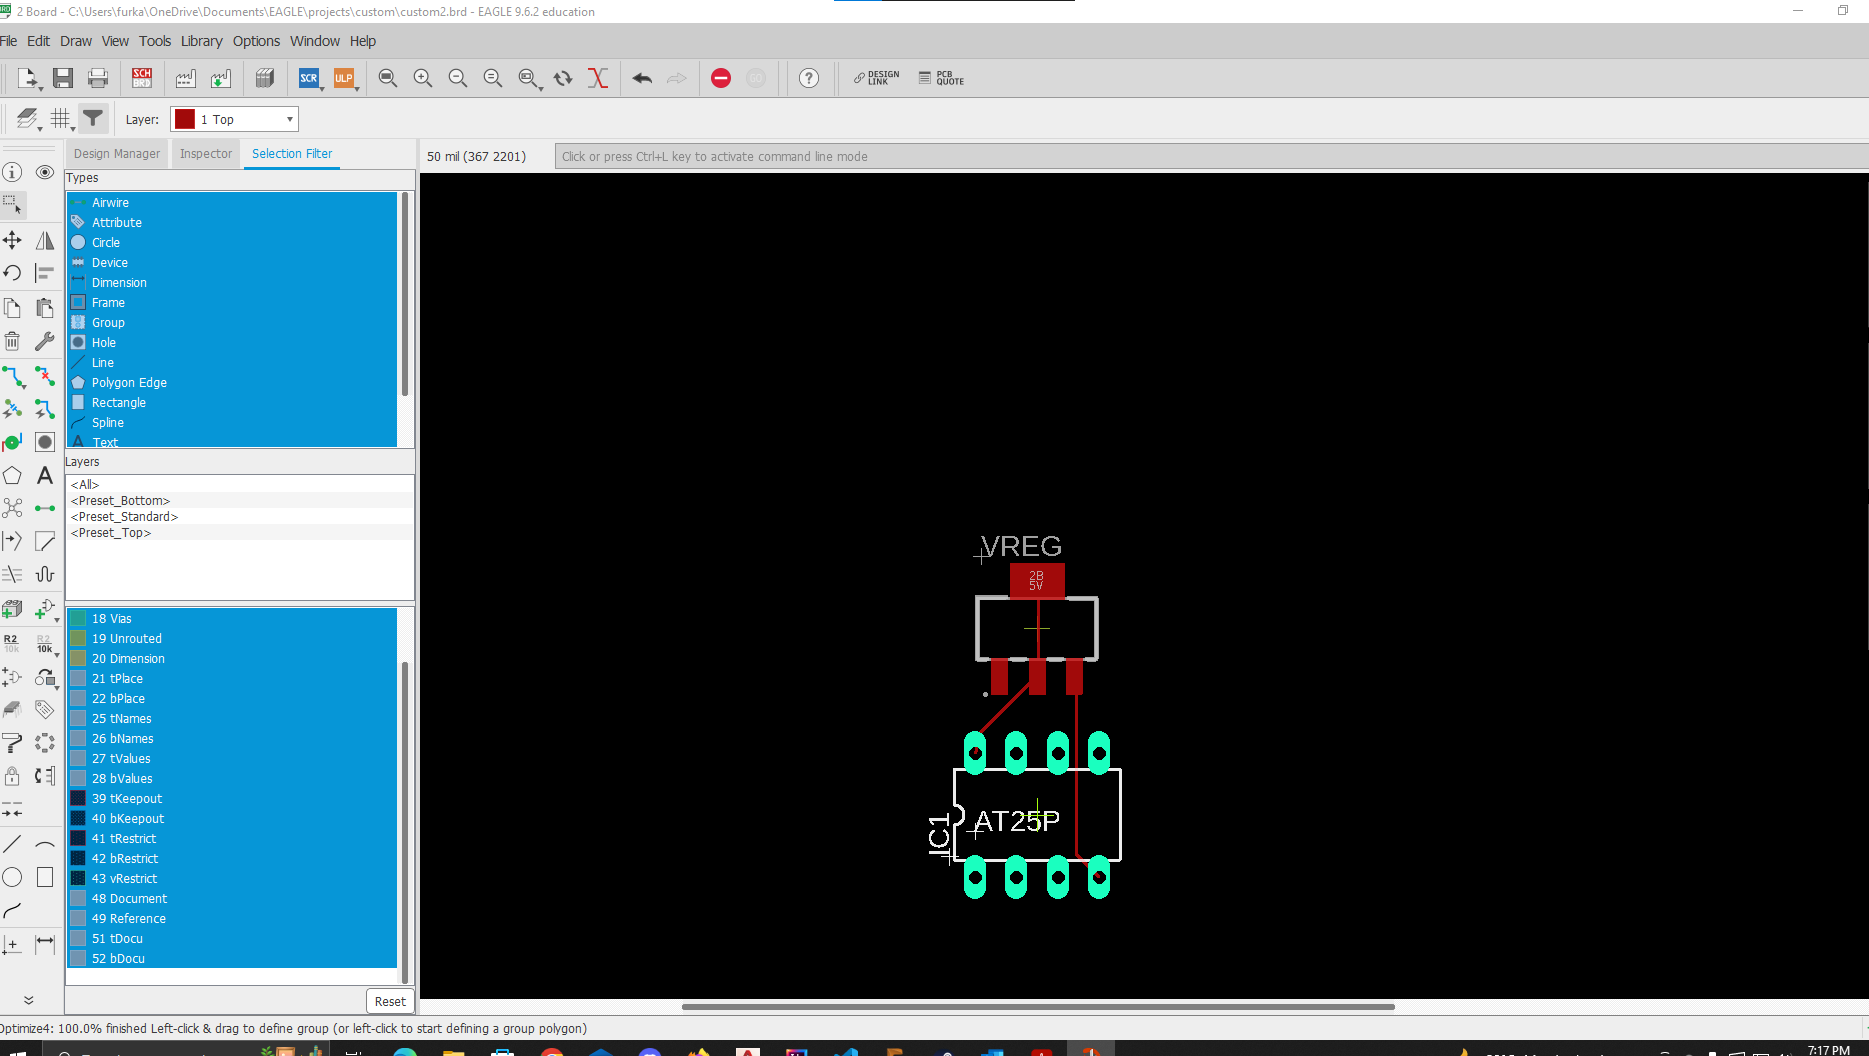 2 Board - C:\Users\furka\OneDrive\Documents\EAGLE\projects\custom\custom2.brd - EAGLE 9.6.2 education
File Edit Draw View Tools Library Options Window Help
SCH
BRD
SCR
ULP
GO
?
DESIGN
LINK
PCB
QUOTE
Layer:
1 Top
Design Manager
Inspector
Selection Filter
50 mil (367 2201)
Click or press Ctrl+L key to activate command line mode
Types
Airwire
Attribute
Circle
Device
Dimension
Frame
Group
Hole
Line
Polygon Edge
Rectangle
Spline
Text
Layers
<All>
<Preset_Bottom>
<Preset_Standard>
<Preset_Top>
18 Vias
19 Unrouted
20 Dimension
21 tPlace
22 bPlace
25 tNames
26 bNames
27 tValues
28 bValues
39 tKeepout
40 bKeepout
41 tRestrict
42 bRestrict
43 vRestrict
48 Document
49 Reference
51 tDocu
52 bDocu
Reset
R2
10k
R2
10k
VREG
2B
5V
IC1
AT25P
Optimize4: 100.0% finished Left-click & drag to define group (or left-click to start defining a group polygon)
7:17 PM